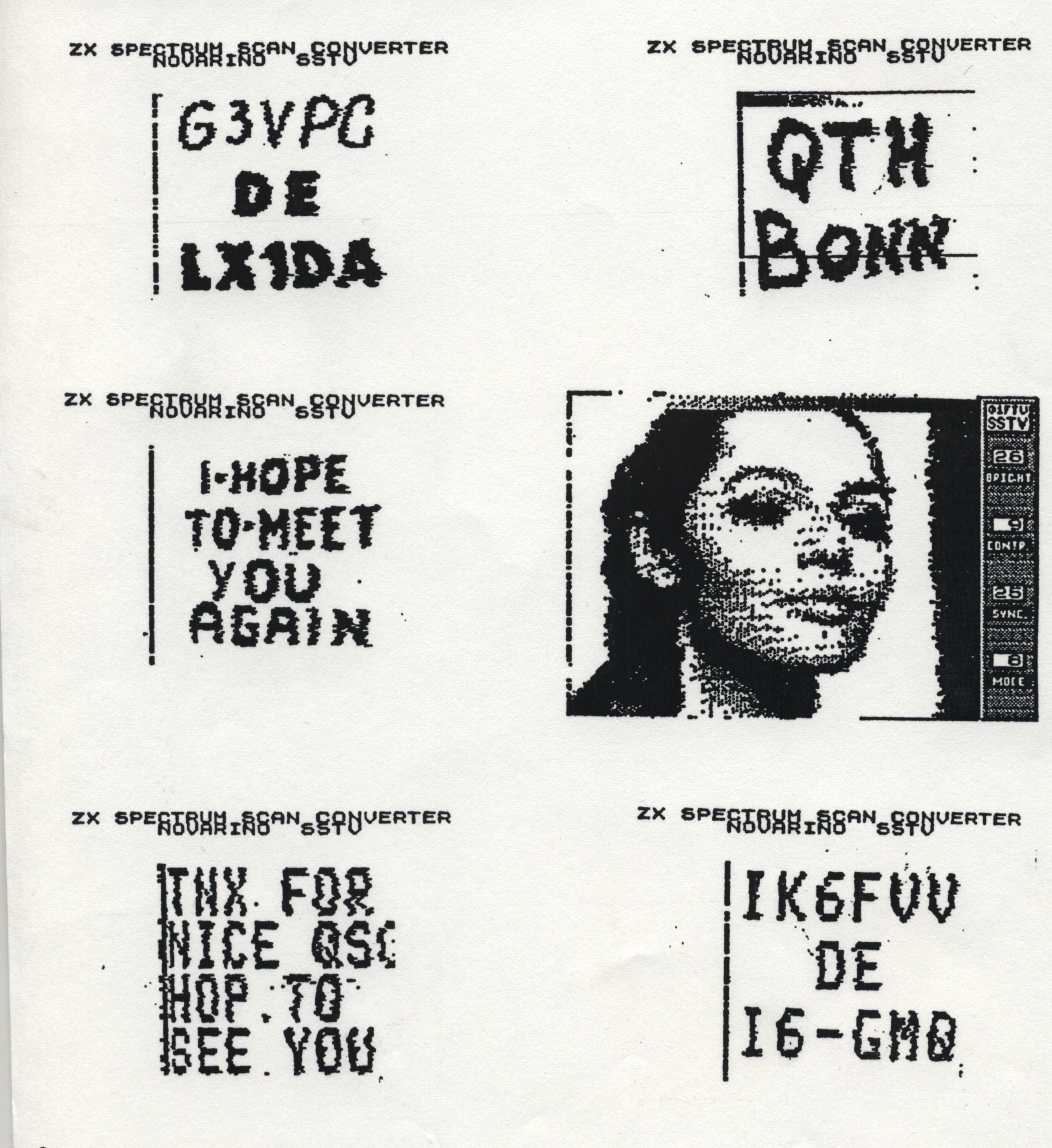 ZX SPECTRUM SCAN CONVERTER
NOVARINO SSTV
G3VPC
DE
LX1DA
ZX SPECTRUM SCAN CONVERTER
NOVARINO SSTV
QTH
BONN
ZX SPECTRUM SCAN CONVERTER
NOVARINO SSTV
I-HOPE
TO-MEET
YOU
AGAIN
SSTV
26
BRIGHT
9
CONTR.
25
SYNC.
MODE
ZX SPECTRUM SCAN CONVERTER
NOVARINO SSTV
TNX FOR
NICE QSO
HOP TO
SEE YOU
ZX SPECTRUM SCAN CONVERTER
NOVARINO SSTV
IK6FVV
DE
I6-GMQ